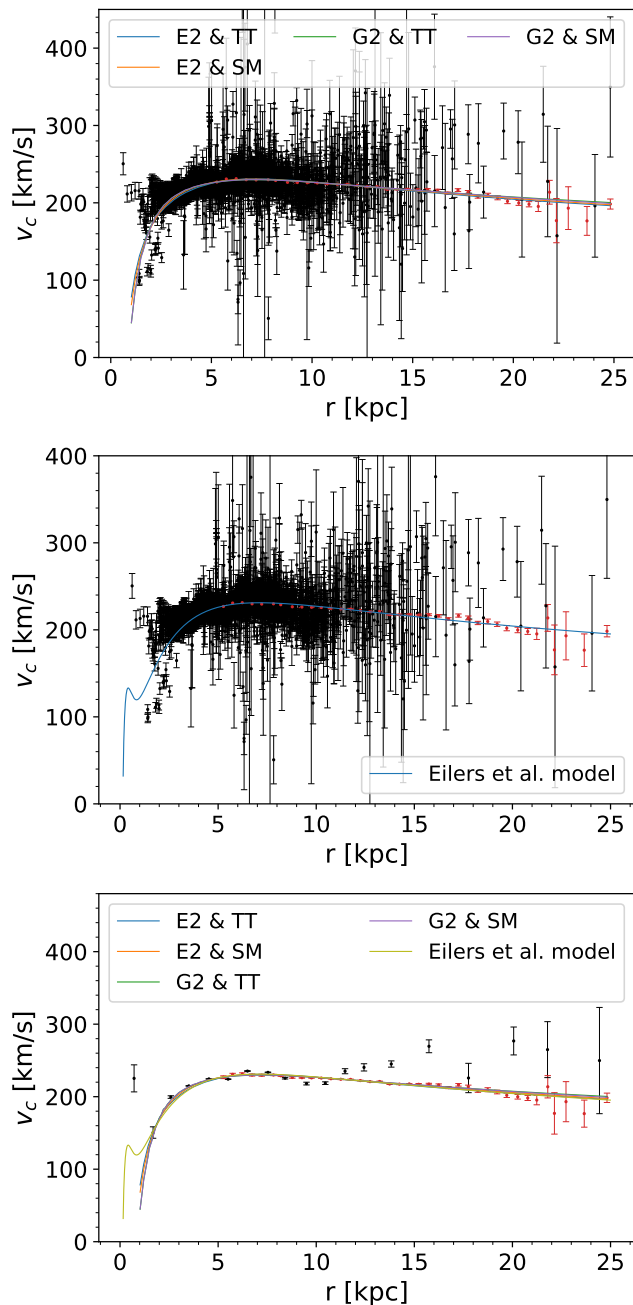 E2 & TT G2 & TT G2 & SM
E2 & SM
400
300
200
100
0
v_c [km/s]
0 5 10 15 20 25
r [kpc]
400
300
200
100
0
v_c [km/s]
Eilers et al. model
0 5 10 15 20 25
r [kpc]
E2 & TT G2 & SM
E2 & SM Eilers et al. model
G2 & TT
400
300
200
100
0
v_c [km/s]
0 5 10 15 20 25
r [kpc]